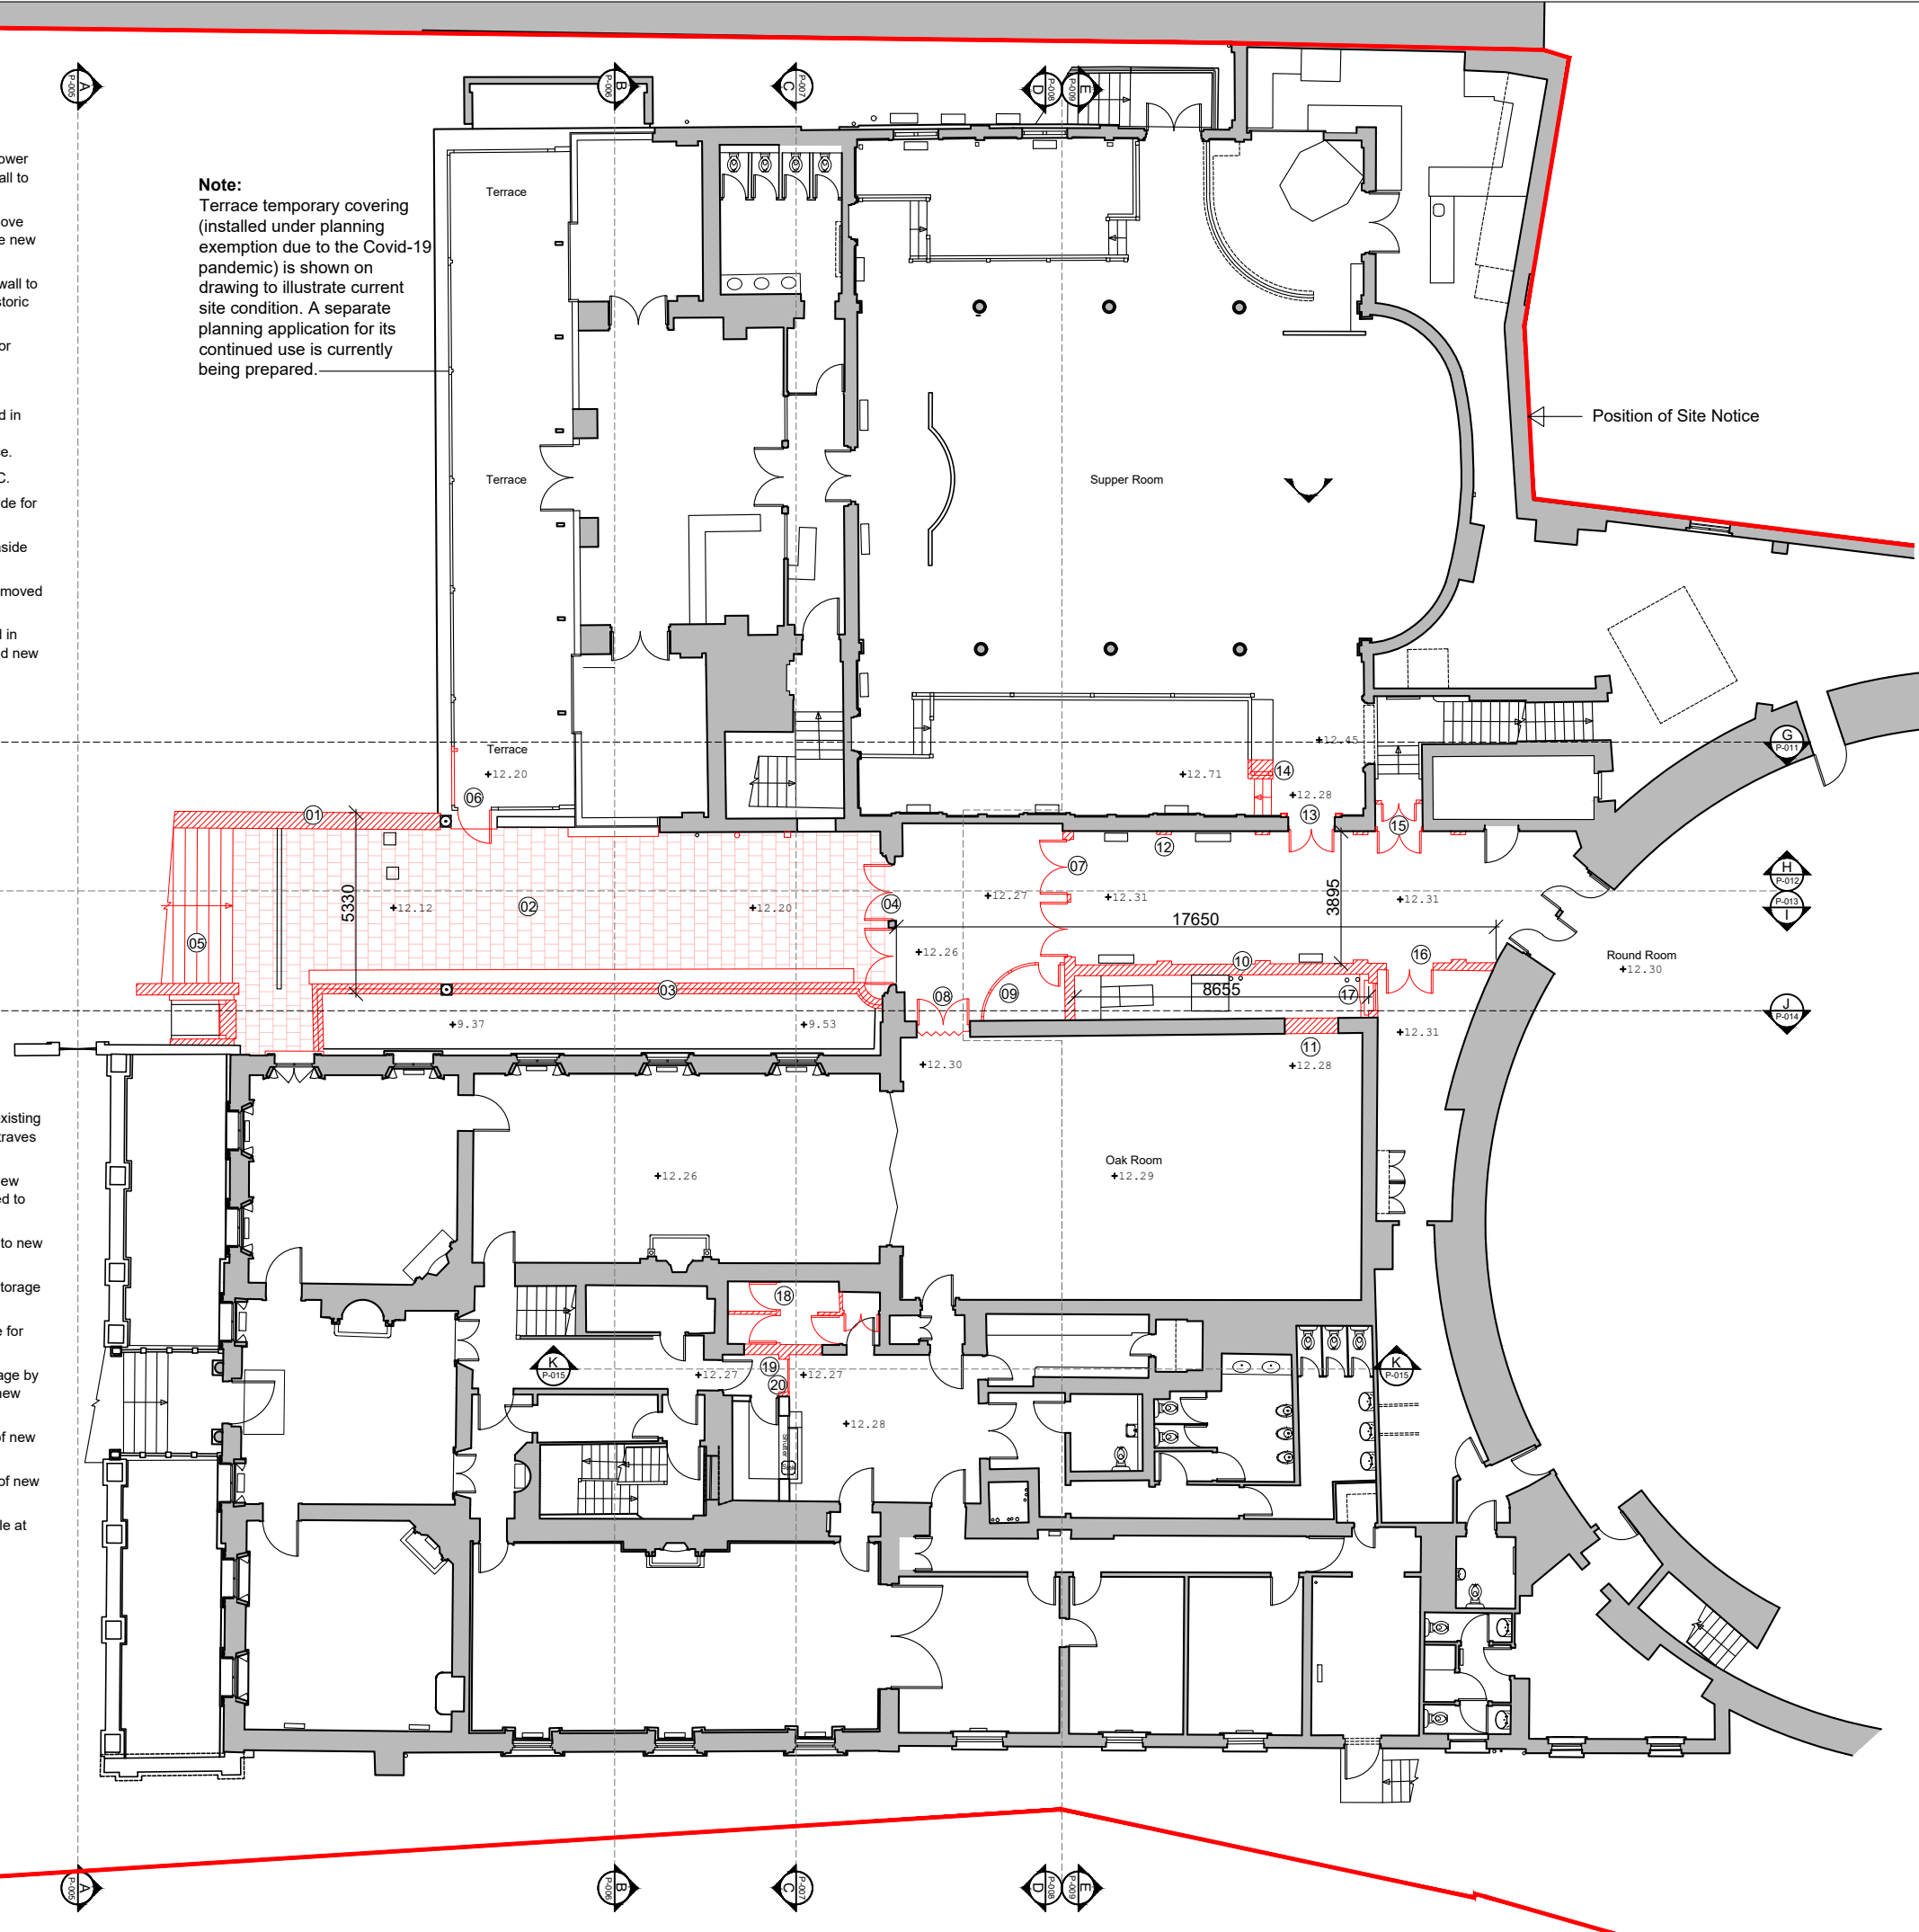 A
P-005
B
P-006
C
P-007
D
P-008
E
P-009
ower
all to
ove
e new
wall to
storic
or
d in
ce.
C.
de for
side
moved
d in
d new
Note:
Terrace temporary covering
(installed under planning
exemption due to the Covid-19
pandemic) is shown on
drawing to illustrate current
site condition. A separate
planning application for its
continued use is currently
being prepared.
Terrace
Terrace
Supper Room
Position of Site Notice
+12.45
G
P-011
Terrace
+12.20
+12.71
14
+12.28
06
01
13
15
12
07
H
P-012
P-013
I
5330
+12.12
02
+12.20
04
+12.27
+12.31
3895
+12.31
17650
05
+12.26
10
16
Round Room
+12.30
03
08
09
8655
17
J
P-014
+9.37
+9.53
+12.31
11
+12.30
+12.28
existing
traves
ew
ed to
to new
torage
e for
age by
new
of new
of new
le at
+12.26
Oak Room
+12.29
18
K
P-015
19
+12.27
20
+12.27
K
P-015
+12.28
A
P-005
B
P-006
C
P-007
D
P-008
E
P-009